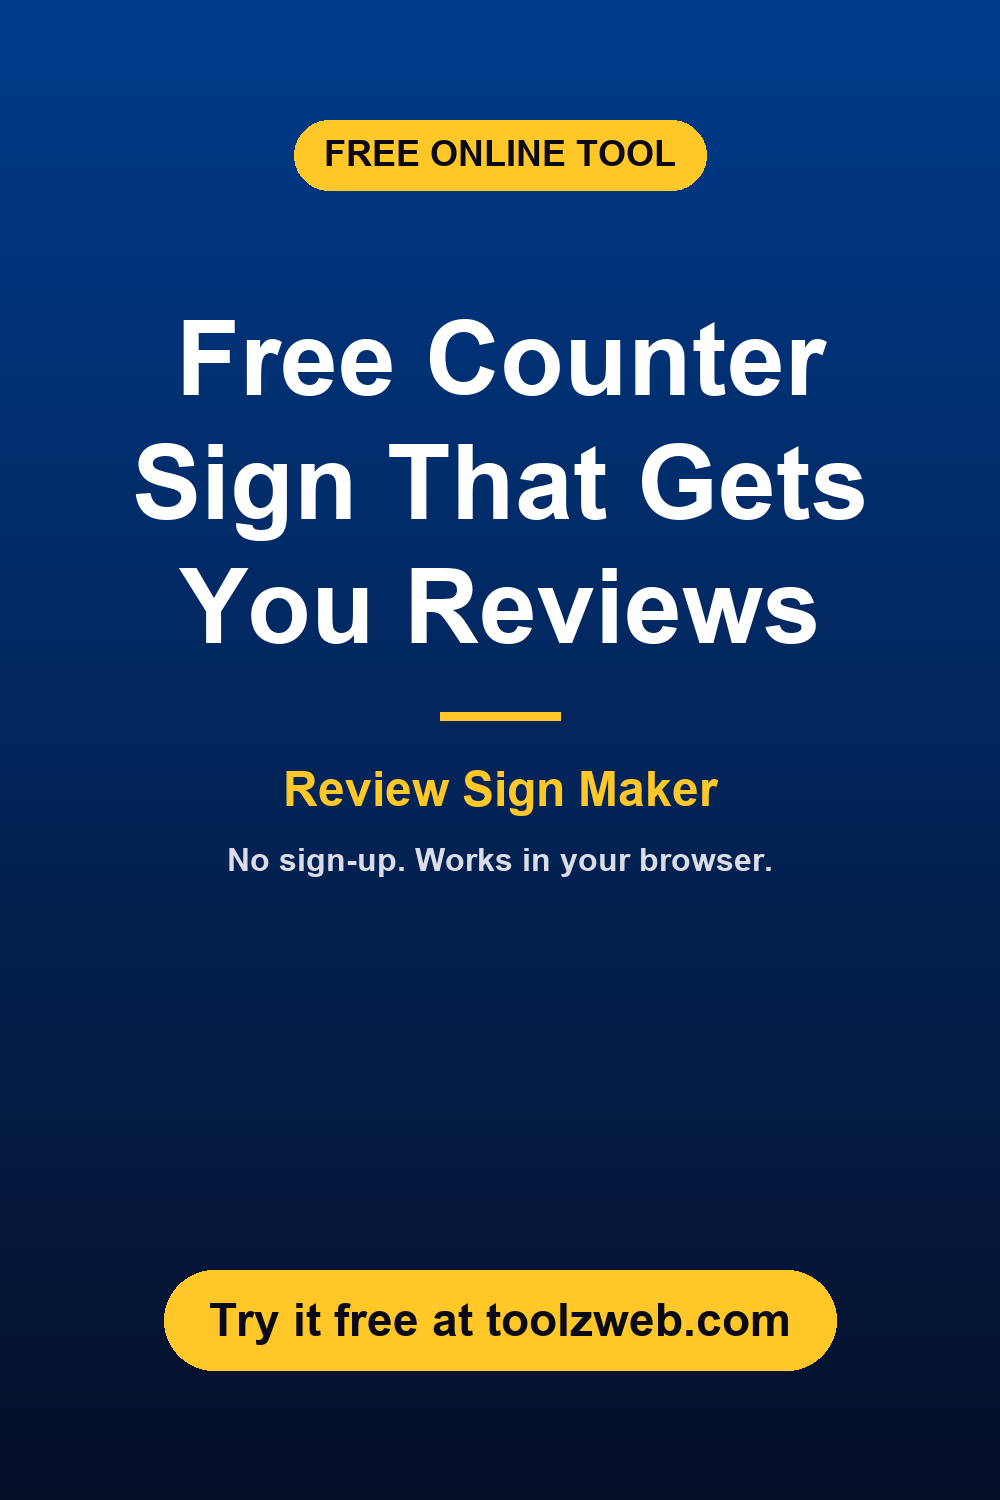 FREE ONLINE TOOL
Free Counter
Sign That Gets
You Reviews
Review Sign Maker
No sign-up. Works in your browser.
Try it free at toolzweb.com